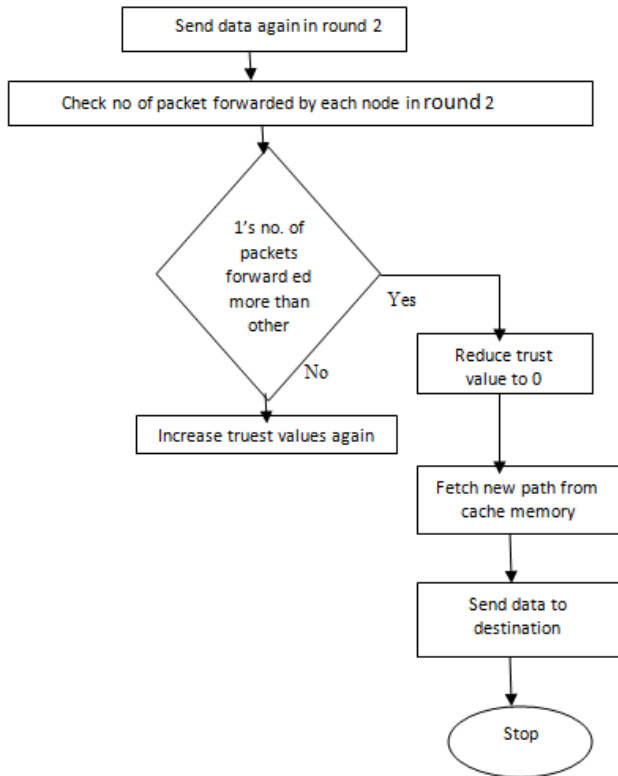 Send data again in round 2
Check no of packet forwarded by each node in round 2
1's no. of
packets
forward ed
more than
other
Yes
No
Reduce trust
value to 0
Increase truest values again
Fetch new path from
cache memory
Send data to
destination
Stop